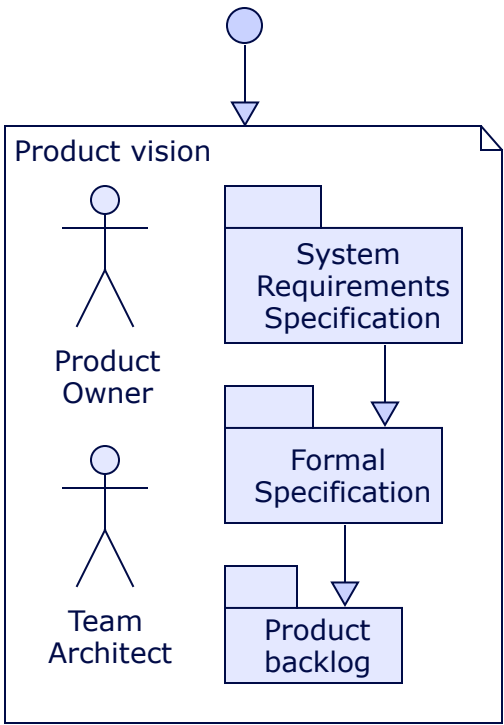 Product vision
Product
Owner
System
Requirements
Specification
Formal
Specification
Team
Architect
Product
backlog